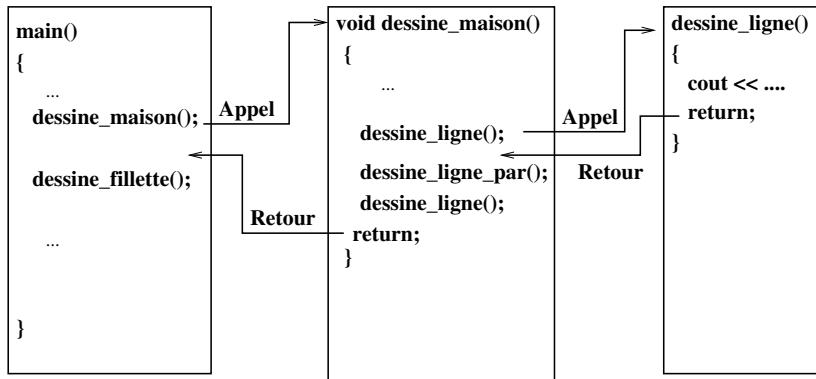 main()
{
...
dessine_maison();
dessine_fillette();
...
}
Appel
Retour
void dessine_maison()
{
...
dessine_ligne();
dessine_ligne_par();
dessine_ligne();
return;
}
Appel
Retour
dessine_ligne()
{
cout << ....
return;
}